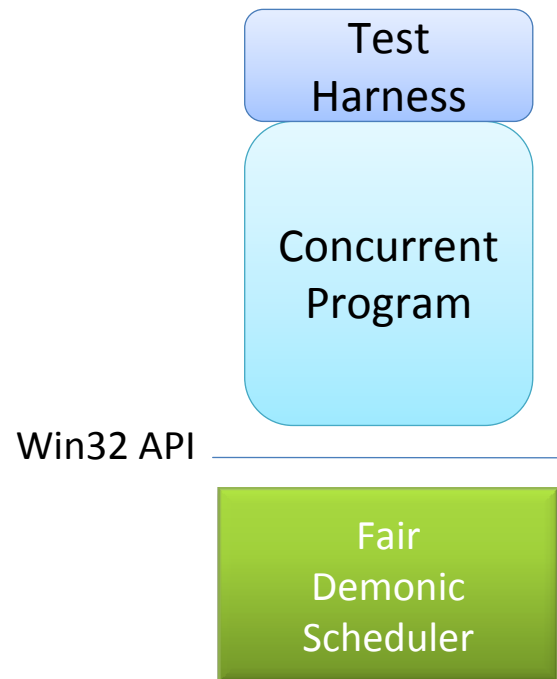 Test
Harness
Concurrent
Program
Win32 API
Fair
Demonic
Scheduler